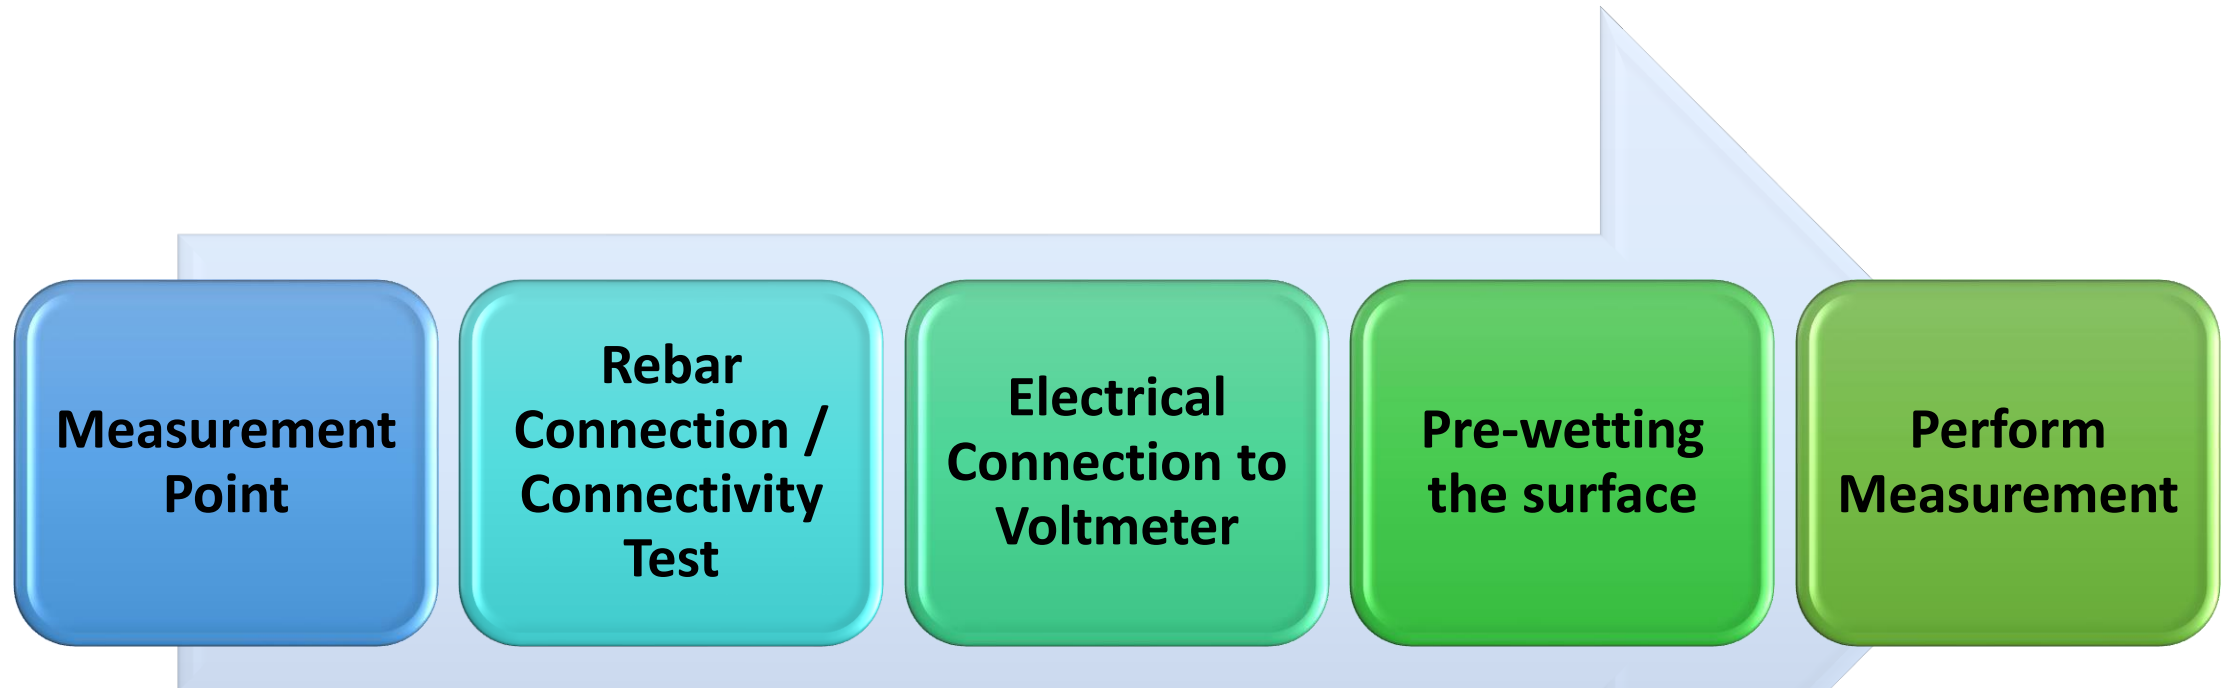 Measurement
Point
Rebar
Connection /
Connectivity
Test
Electrical
Connection to
Voltmeter
Pre-wetting
the surface
Perform
Measurement